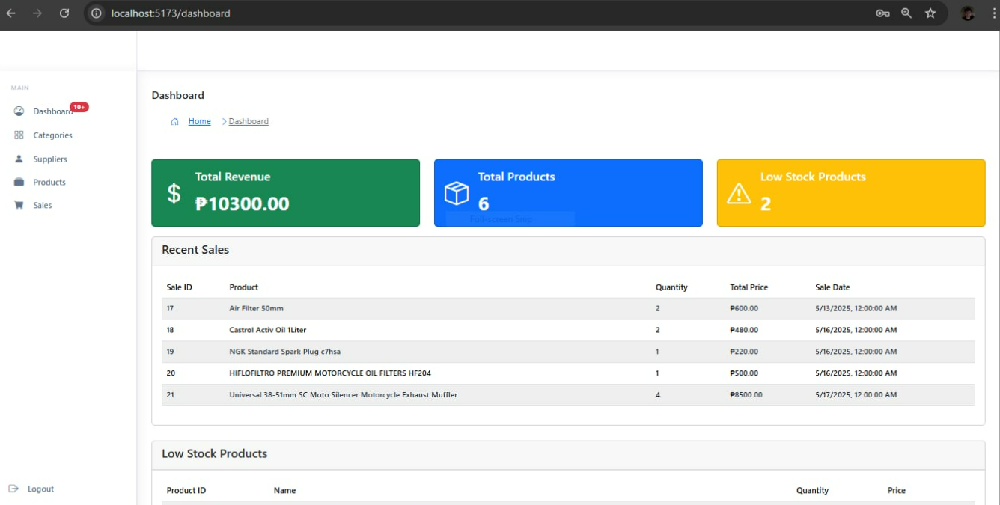 localhost:5173/dashboard
MAIN
Dashboard 10+
Categories
Suppliers
Products
Sales
Logout
Dashboard
Home > Dashboard
$ Total Revenue
₱10300.00
Total Products
6
Full-screen Snip
Low Stock Products
2
Recent Sales
Sale ID Product Quantity Total Price Sale Date
17 Air Filter 50mm 2 ₱600.00 5/13/2025, 12:00:00 AM
18 Castrol Activ Oil 1Liter 2 ₱480.00 5/16/2025, 12:00:00 AM
19 NGK Standard Spark Plug c7hsa 1 ₱220.00 5/16/2025, 12:00:00 AM
20 HIFLOFILTRO PREMIUM MOTORCYCLE OIL FILTERS HF204 1 ₱500.00 5/16/2025, 12:00:00 AM
21 Universal 38-51mm SC Moto Silencer Motorcycle Exhaust Muffler 4 ₱8500.00 5/17/2025, 12:00:00 AM
Low Stock Products
Product ID Name Quantity Price